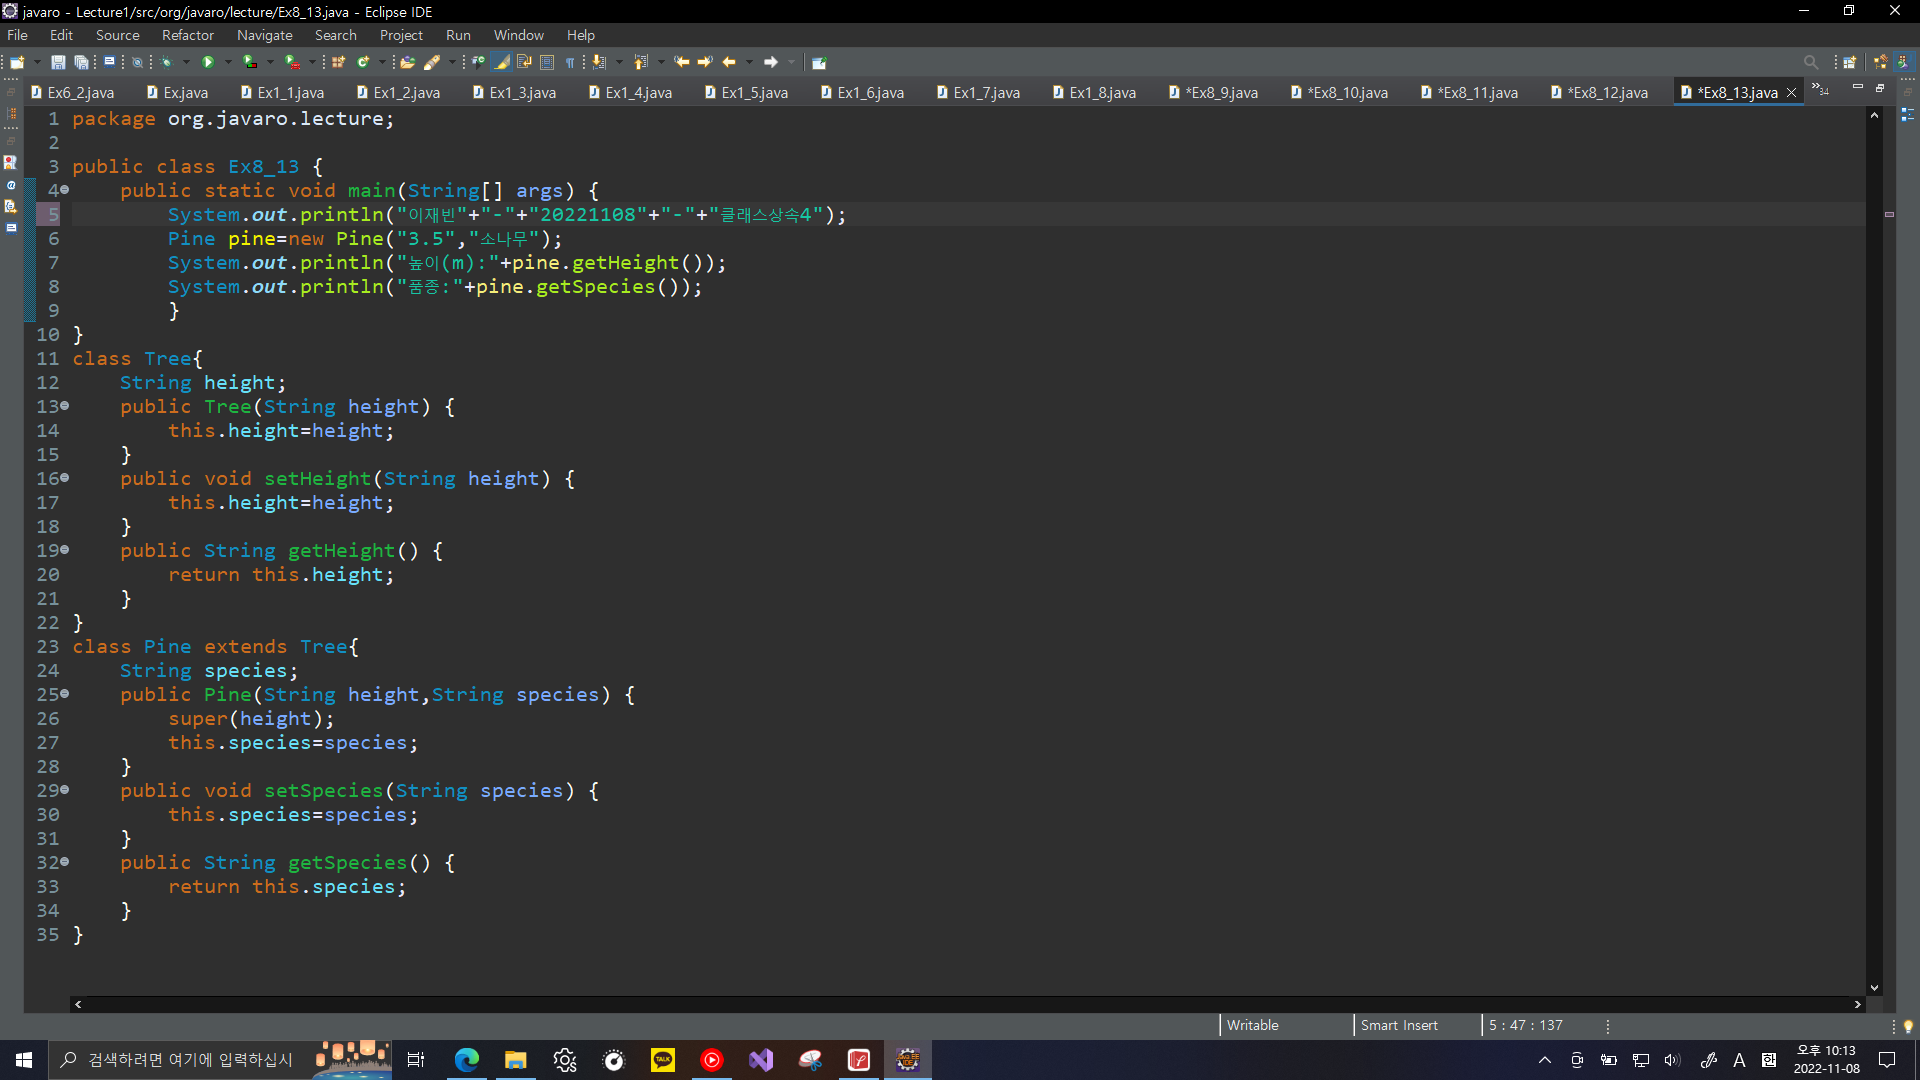 javaro - Lecture1/src/org/javaro/lecture/Ex8_13.java - Eclipse IDE
File Edit Source Refactor Navigate Search Project Run Window Help
Ex6_2.java Ex.java Ex1_1.java Ex1_2.java Ex1_3.java Ex1_4.java Ex1_5.java Ex1_6.java Ex1_7.java Ex1_8.java *Ex8_9.java *Ex8_10.java *Ex8_11.java *Ex8_12.java *Ex8_13.java 34
1 package org.javaro.lecture;
2
3 public class Ex8_13 {
4 public static void main(String[] args) {
5 System.out.println("이재빈"+"-"+"20221108"+"-"+"클래스상속4");
6 Pine pine=new Pine("3.5","소나무");
7 System.out.println("높이(m):"+pine.getHeight());
8 System.out.println("품종:"+pine.getSpecies());
9 }
10 }
11 class Tree{
12 String height;
13 public Tree(String height) {
14 this.height=height;
15 }
16 public void setHeight(String height) {
17 this.height=height;
18 }
19 public String getHeight() {
20 return this.height;
21 }
22 }
23 class Pine extends Tree{
24 String species;
25 public Pine(String height,String species) {
26 super(height);
27 this.species=species;
28 }
29 public void setSpecies(String species) {
30 this.species=species;
31 }
32 public String getSpecies() {
33 return this.species;
34 }
35 }
Writable Smart Insert 5 : 47 : 137
검색하려면 여기에 입력하십시 TALK A 오후 10:13
2022-11-08